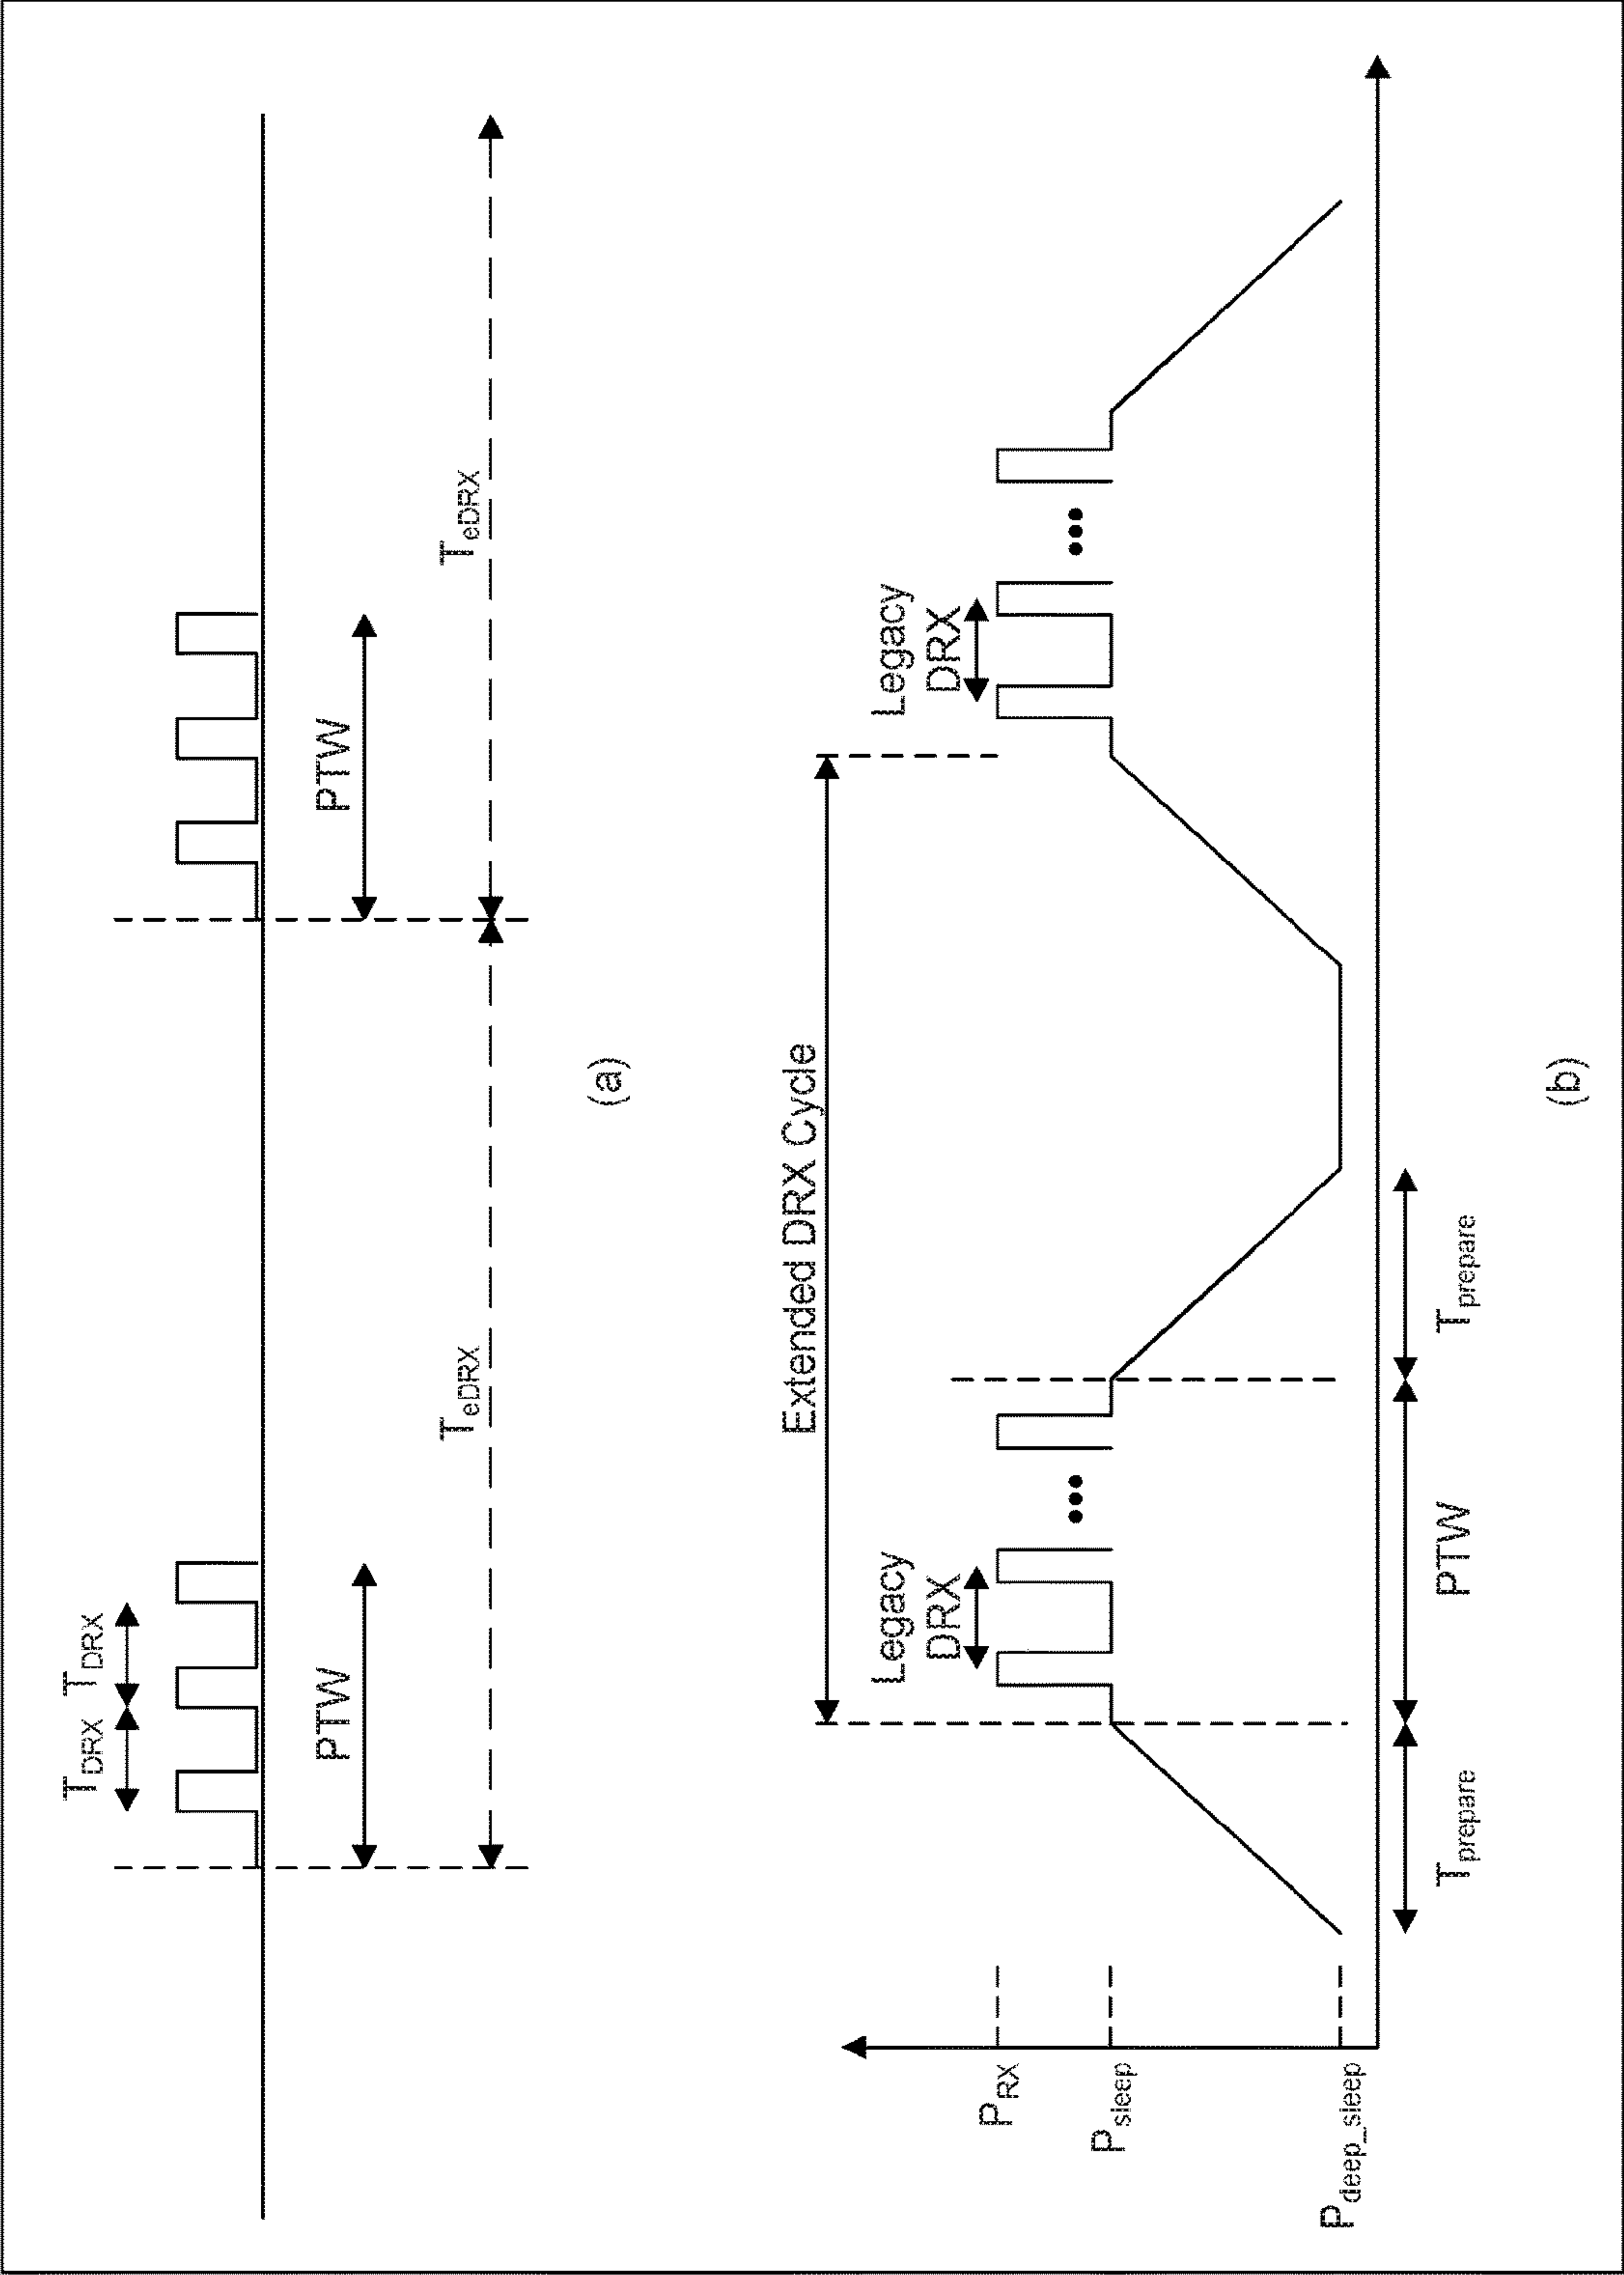 T_DRX T_DRX
PTW
PTW
T_eDRX
T_eDRX
(a)
Extended DRX Cycle
Legacy
DRX
Legacy
DRX
P_RX
P_sleep
P_deep_sleep
T_prepare
PTW
T_prepare
(b)